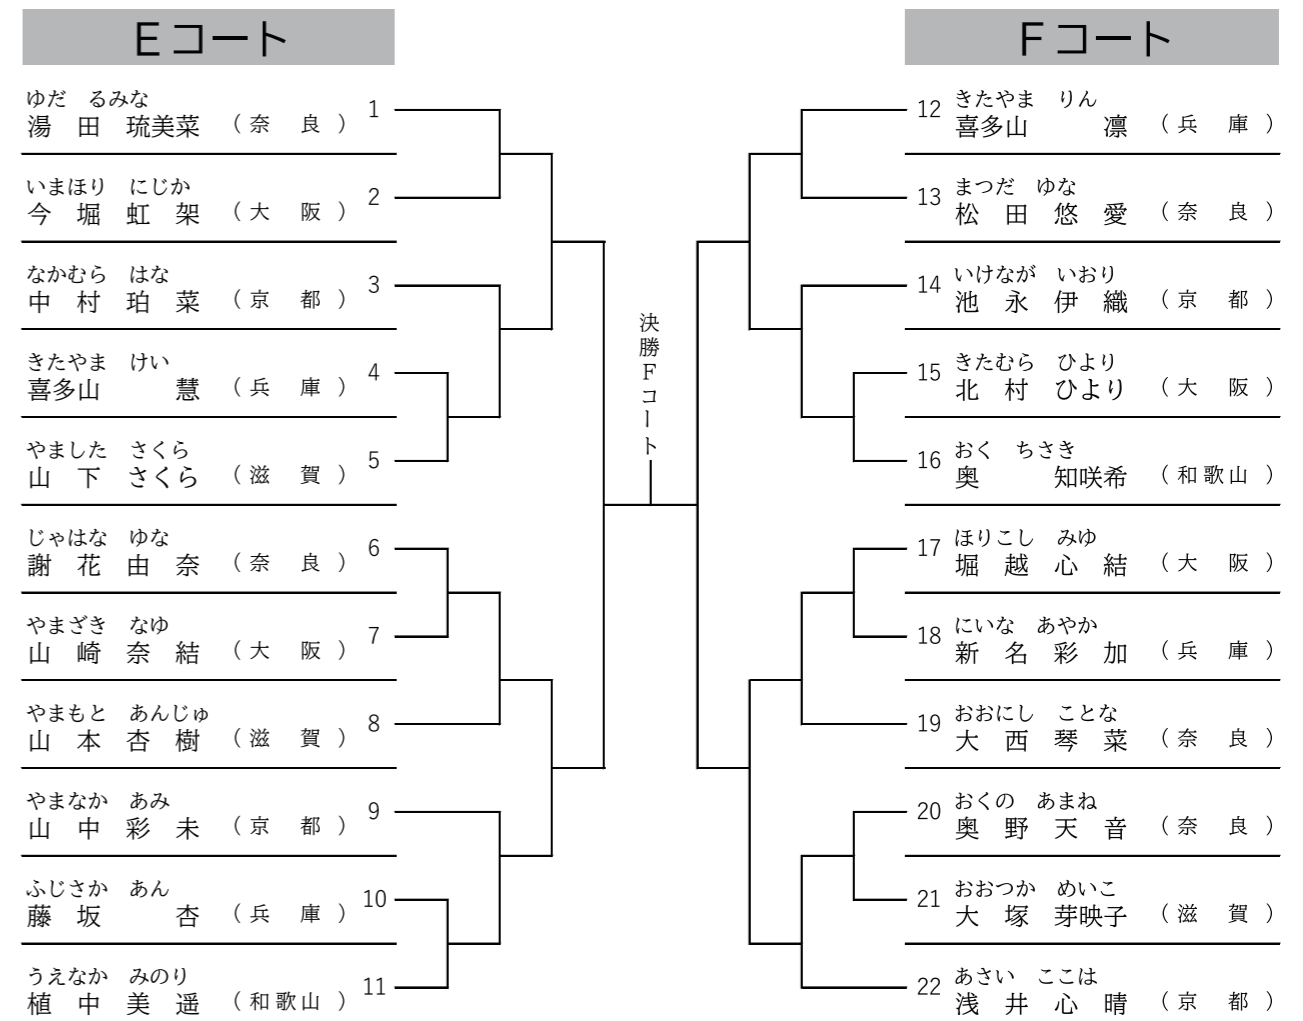 Eコート
ゆだ るみな
湯田 琉美菜 (奈良) 1
いまほり にじか
今堀 虹架 (大阪) 2
なかむら はな
中村 珀菜 (京都) 3
きたやま けい
喜多山 慧 (兵庫) 4
やました さくら
山下 さくら (滋賀) 5
じゃはな ゆな
謝花 由奈 (奈良) 6
やまざき なゆ
山崎 奈結 (大阪) 7
やまもと あんじゅ
山本 杏樹 (滋賀) 8
やまなか あみ
山中 彩未 (京都) 9
ふじさか あん
藤坂 杏 (兵庫) 10
うえなか みのり
植中 美遥 (和歌山) 11
決勝Fコート
Fコート
きたやま りん
12 喜多山 凛 (兵庫)
まつだ ゆな
13 松田 悠愛 (奈良)
いけなが いおり
14 池永 伊織 (京都)
きたむら ひより
15 北村 ひより (大阪)
おく ちさき
16 奥 知咲希 (和歌山)
ほりこし みゆ
17 堀越 心結 (大阪)
にいな あやか
18 新名 彩加 (兵庫)
おおにし ことな
19 大西 琴菜 (奈良)
おくの あまね
20 奥野 天音 (奈良)
おおつか めいこ
21 大塚 芽映子 (滋賀)
あさい ここは
22 浅井 心晴 (京都)